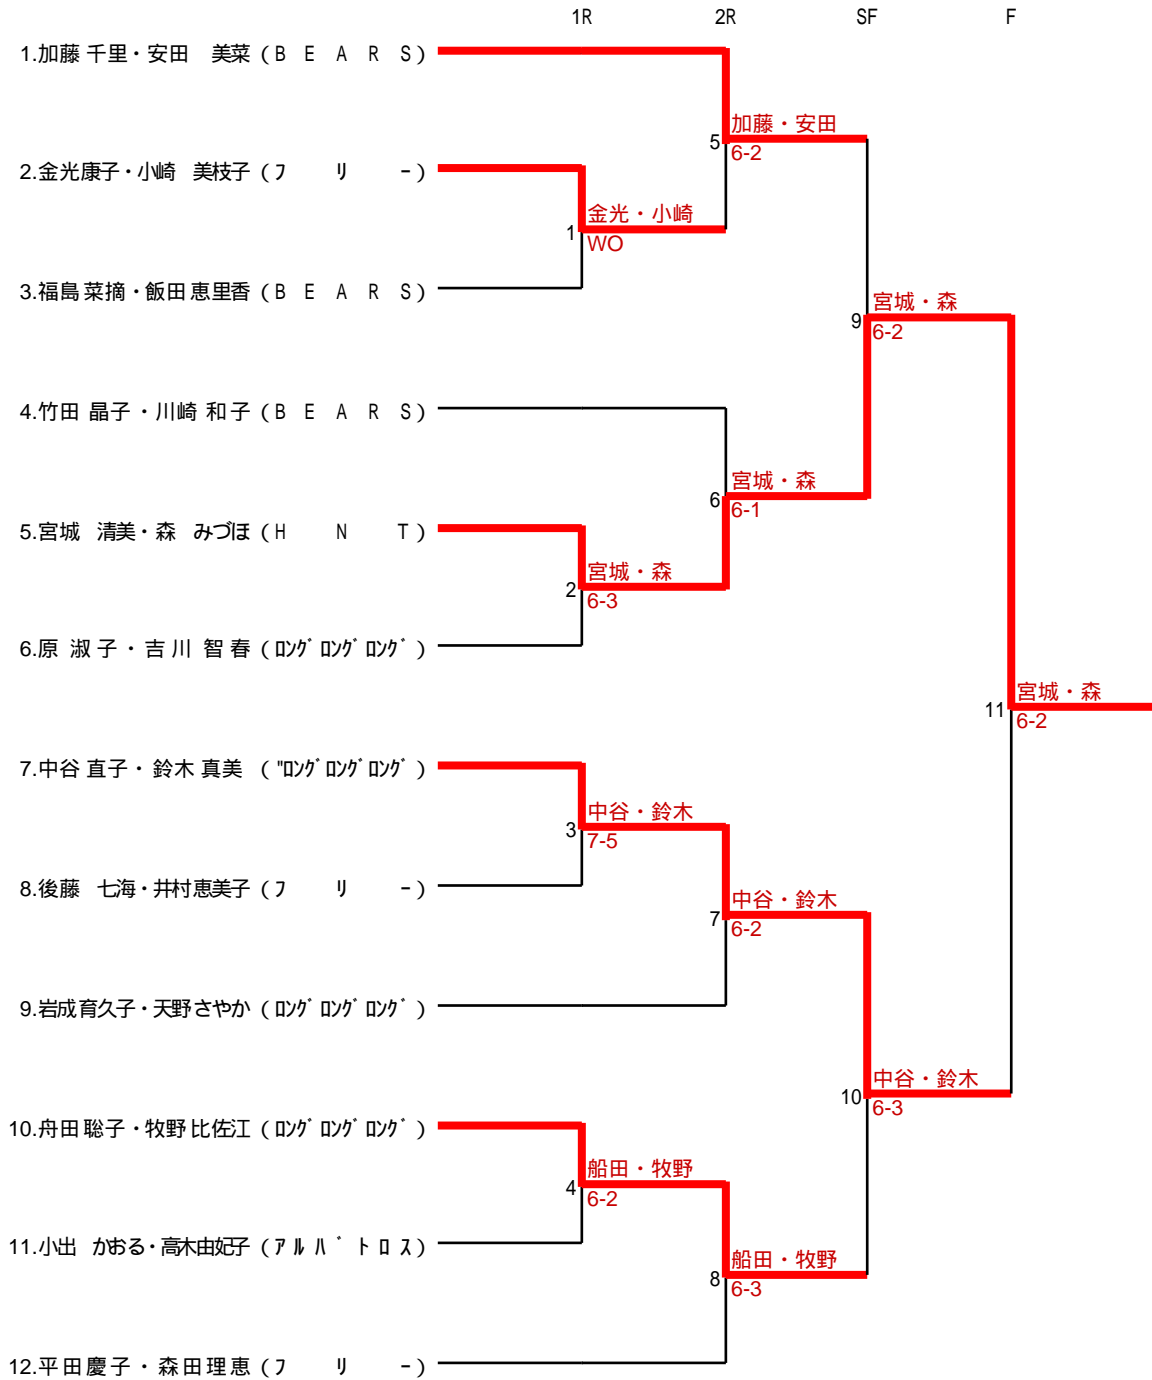 1R 2R SF F
1.加藤 千里・安田 美菜 (B E A R S)
加藤・安田
5
6-2
2.金光康子・小崎 美枝子 (フ リ ー)
金光・小崎
1
WO
3.福島 菜摘・飯田 恵里香 (B E A R S)
宮城・森
9
6-2
4.竹田 晶子・川崎 和子 (B E A R S)
宮城・森
6
6-1
5.宮城 清美・森 みづほ (H N T)
宮城・森
2
6-3
6.原 淑子・吉川 智春 (ロングロングロング)
宮城・森
11
6-2
7.中谷 直子・鈴木 真美 ("ロングロングロング)
中谷・鈴木
3
7-5
8.後藤 七海・井村恵美子 (フ リ ー)
中谷・鈴木
7
6-2
9.岩成育久子・天野さやか (ロングロングロング)
中谷・鈴木
10
6-3
10.舟田 聡子・牧野 比佐江 (ロングロングロング)
船田・牧野
4
6-2
11.小出 かおる・高木由妃子 (アルバトロス)
船田・牧野
8
6-3
12.平田慶子・森田理恵 (フ リ ー)